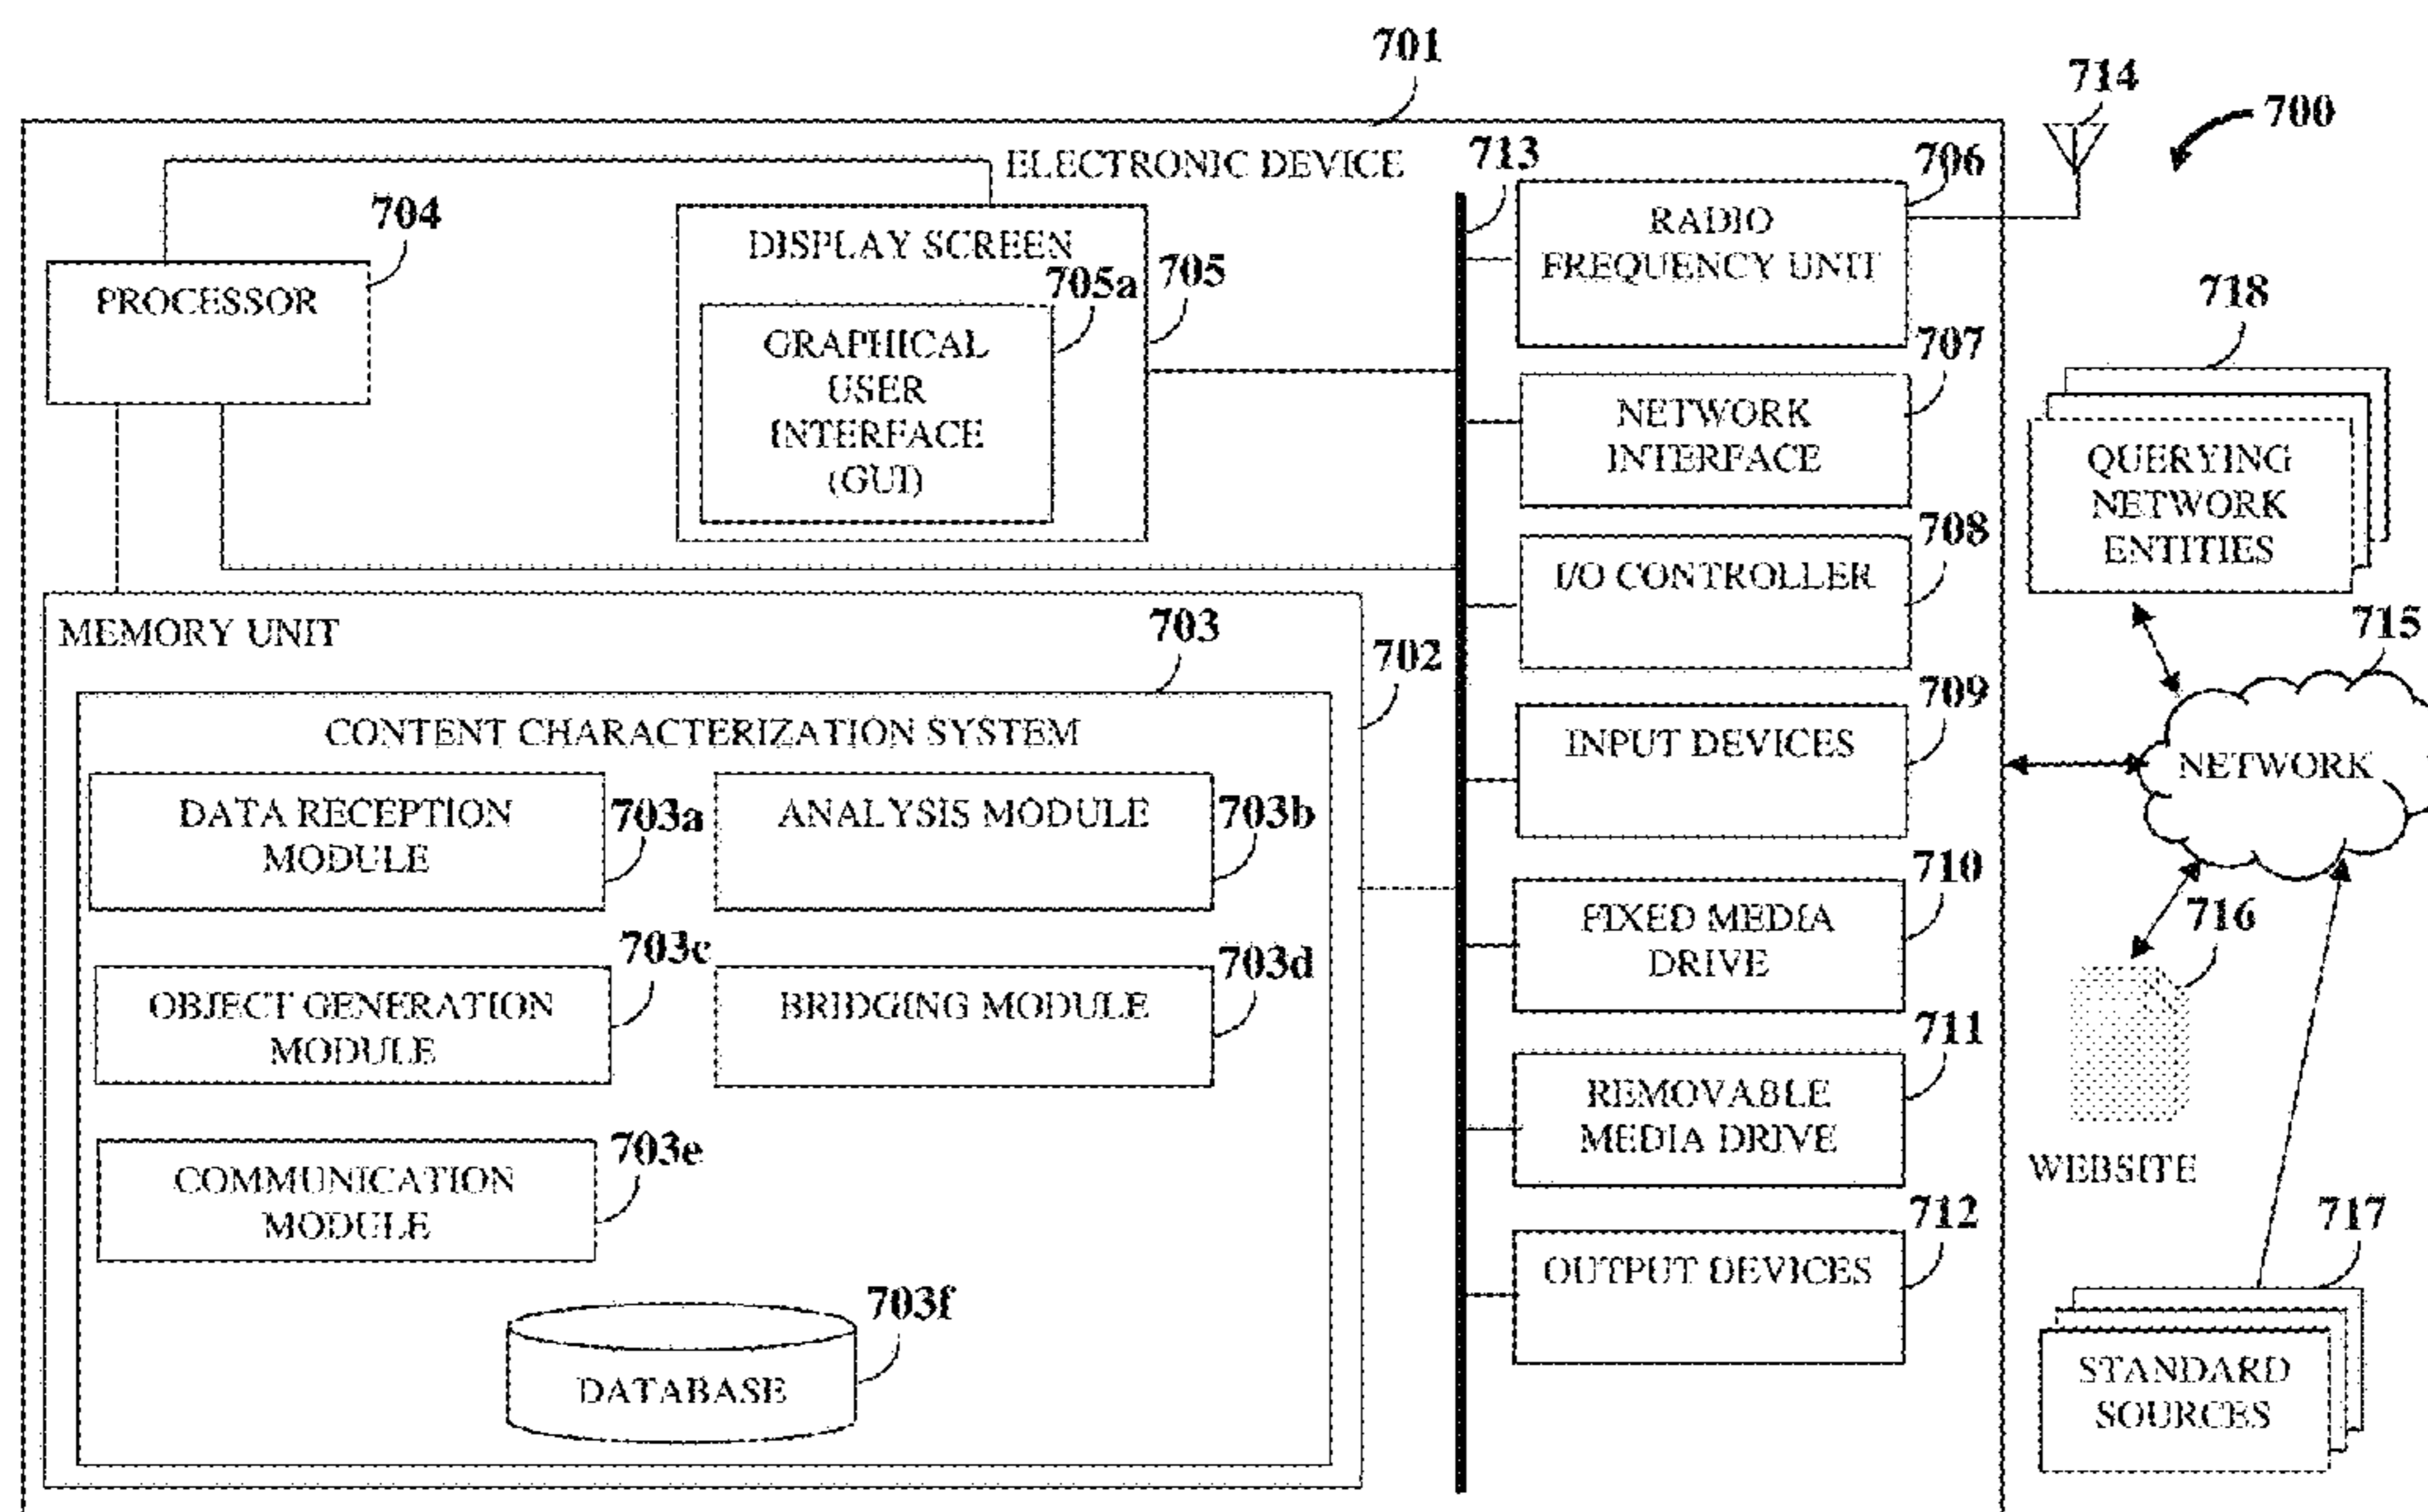 701
714
700
ELECTRONIC DEVICE
713
706
704
DISPLAY SCREEN
705
705a
PROCESSOR
GRAPHICAL
USER
INTERFACE
(GUI)
RADIO
FREQUENCY UNIT
718
707
NETWORK
INTERFACE
QUERYING
NETWORK
ENTITIES
708
I/O CONTROLLER
MEMORY UNIT
703
702
715
709
CONTENT CHARACTERIZATION SYSTEM
INPUT DEVICES
NETWORK
DATA RECEPTION
MODULE
703a
ANALYSIS MODULE
703b
710
FIXED MEDIA
DRIVE
716
703c
OBJECT GENERATION
MODULE
BRIDGING MODULE
703d
711
REMOVABLE
MEDIA DRIVE
WEBSITE
703e
COMMUNICATION
MODULE
712
OUTPUT DEVICES
717
703f
DATABASE
STANDARD
SOURCES